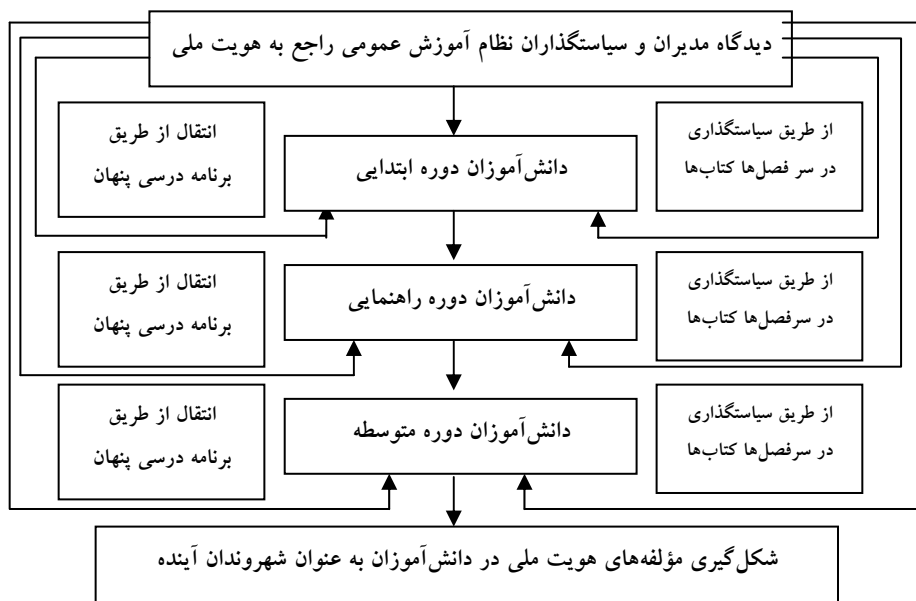 دیدگاه مدیران و سیاستگذاران نظام آموزش عمومی راجع به هویت ملی
از طریق سیاستگذاری
در سر فصل‌ها کتاب‌ها
دانش‌آموزان دوره ابتدایی
انتقال از طریق
برنامه درسی پنهان
از طریق سیاستگذاری
در سرفصل‌ها کتاب‌ها
دانش‌آموزان دوره راهنمایی
انتقال از طریق
برنامه درسی پنهان
از طریق سیاستگذاری
در سرفصل‌ها کتاب‌ها
دانش‌آموزان دوره متوسطه
انتقال از طریق
برنامه درسی پنهان
شکل‌گیری مؤلفه‌های هویت ملی در دانش‌آموزان به عنوان شهروندان آینده